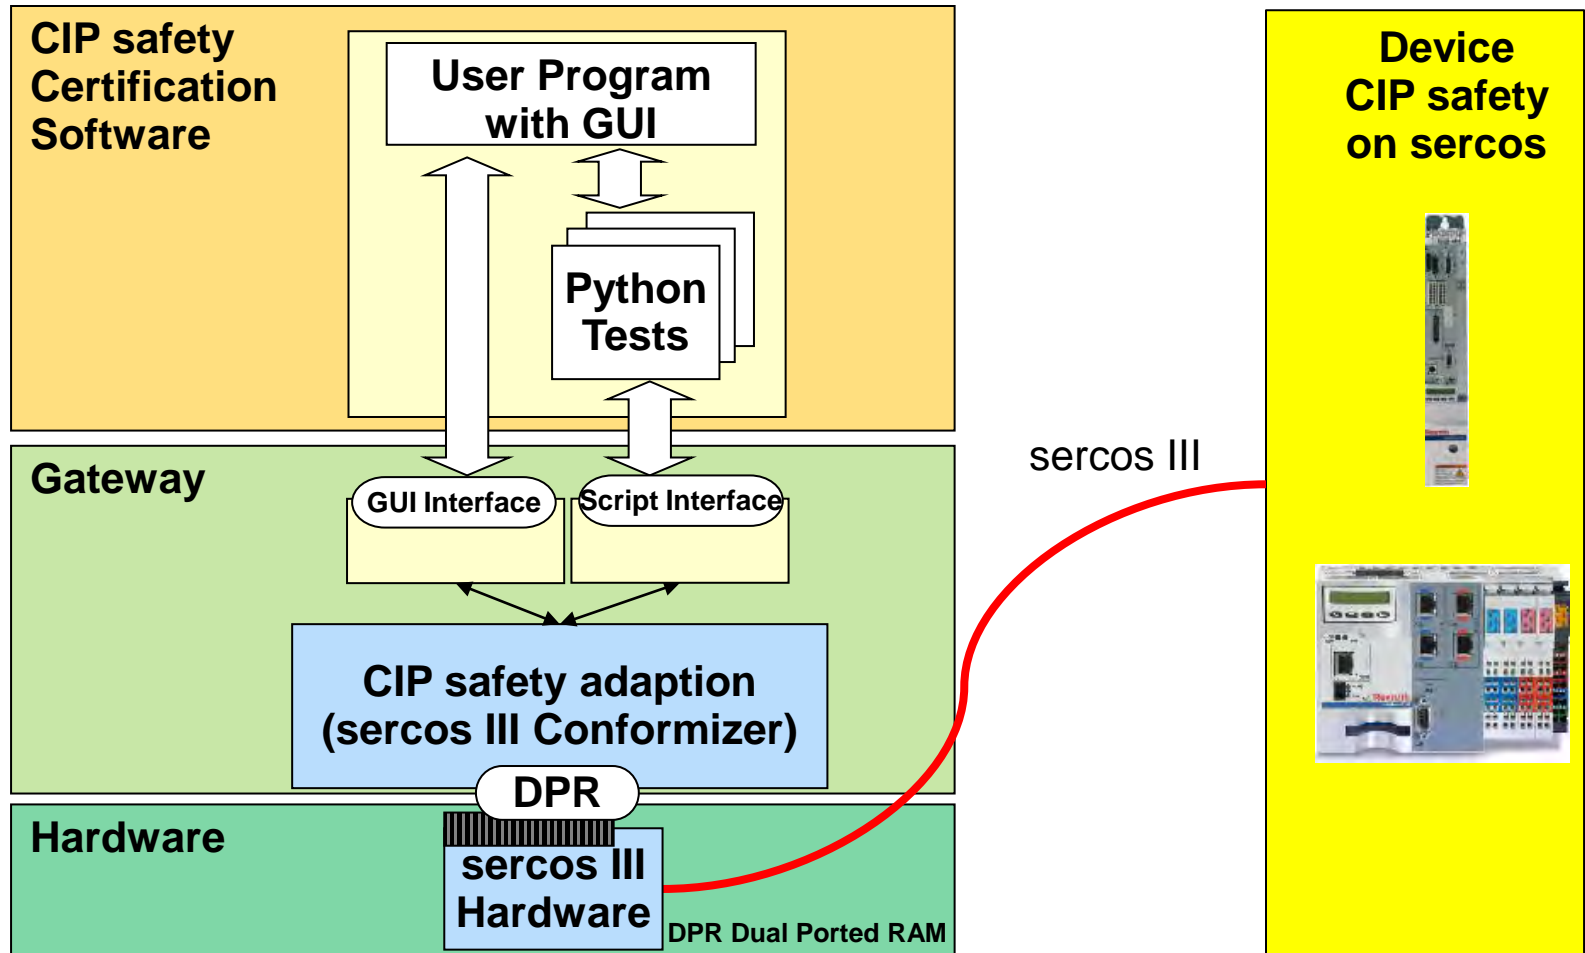 CIP safety
Certification
Software
User Program
with GUI
Python
Tests
Gateway
GUI Interface
Script Interface
CIP safety adaption
(sercos III Conformizer)
DPR
Hardware
sercos III
Hardware
DPR Dual Ported RAM
sercos III
Device
CIP safety
on sercos